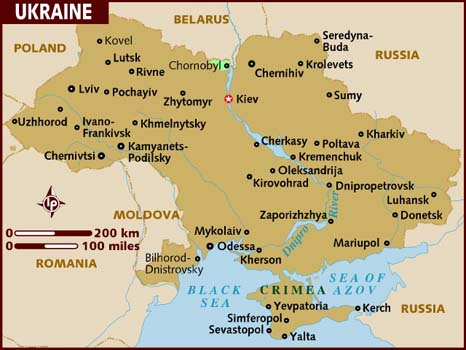 UKRAINE
BELARUS
POLAND
RUSSIA
Seredyna-
Buda
Kovel
Lutsk
Rivne
Chornobyl
Chernihiv
Krolevets
Lviv
Pochayiv
Zhytomyr
Kiev
Sumy
Uzhhorod
Ivano-
Frankivsk
Khmelnytsky
Cherkasy
Poltava
Kharkiv
Chernivtsi
Kamyanets-
Podilsky
Kremenchuk
Oleksandrija
Kirovohrad
Dnipropetrovsk
Luhansk
Donetsk
LP
MOLDOVA
Zaporizhzhya
Dnipro River
0 200 km
0 100 miles
Mykolaiv
Odessa
Kherson
Mariupol
ROMANIA
Bilhorod-
Dnistrovsky
BLACK
SEA
CRIMEA
SEA OF
AZOV
RUSSIA
Yevpatoria
Kerch
Simferopol
Sevastopol
Yalta